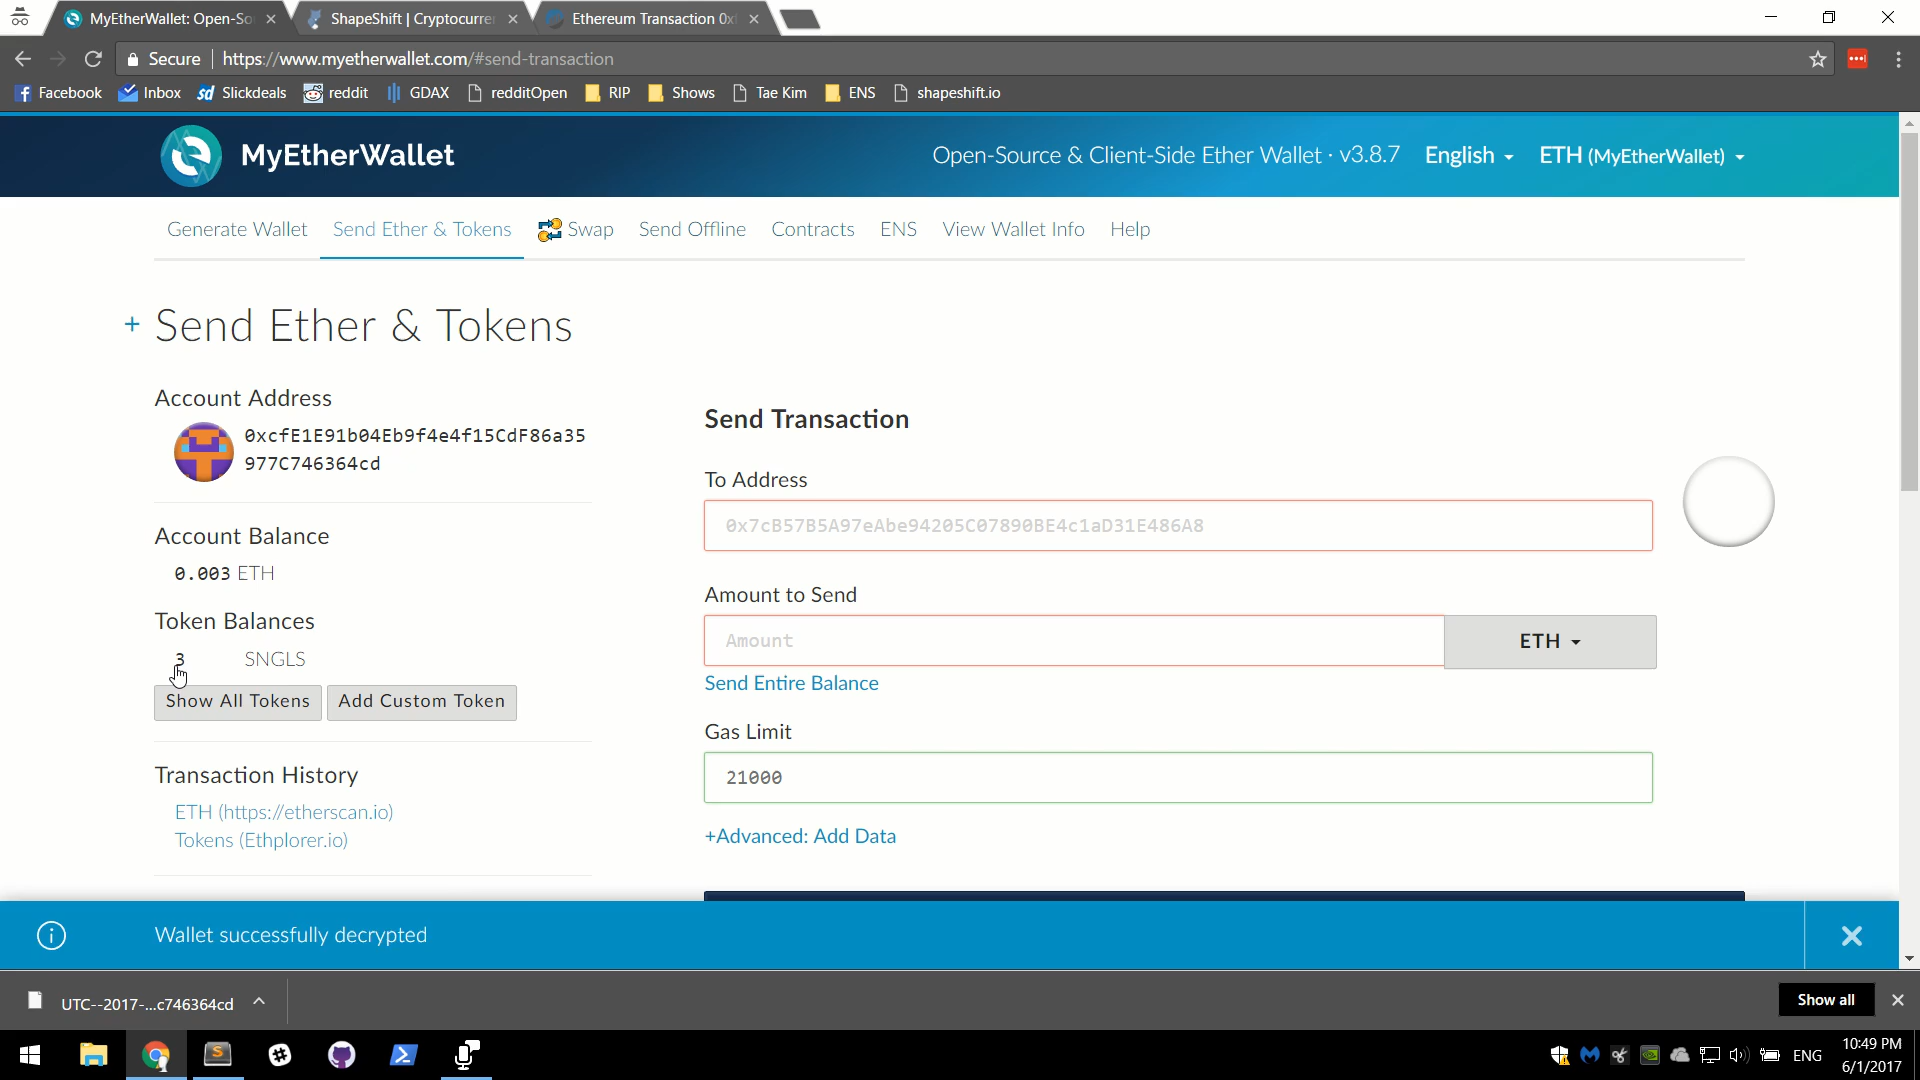 MyEtherWallet: Open-So
ShapeShift | Cryptocurre
Ethereum Transaction 0x
Secure
https://www.myetherwallet.com/#send-transaction
Facebook
Inbox
sd Slickdeals
reddit
GDAX
redditOpen
RIP
Shows
Tae Kim
ENS
shapeshift.io
MyEtherWallet
Open-Source & Client-Side Ether Wallet · v3.8.7
English
ETH (MyEtherWallet)
Generate Wallet
Send Ether & Tokens
Swap
Send Offline
Contracts
ENS
View Wallet Info
Help
+ Send Ether & Tokens
Account Address
0xcfE1E91b04Eb9f4e4f15CdF86a35
977C746364cd
Account Balance
0.003 ETH
Token Balances
3 SNGLS
Show All Tokens
Add Custom Token
Transaction History
ETH (https://etherscan.io)
Tokens (Ethplorer.io)
Send Transaction
To Address
0x7cB57B5A97eAbe94205C07890BE4c1aD31E486A8
Amount to Send
Amount
ETH
Send Entire Balance
Gas Limit
21000
+Advanced: Add Data
Wallet successfully decrypted
UTC--2017-...c746364cd
Show all
ENG
10:49 PM
6/1/2017